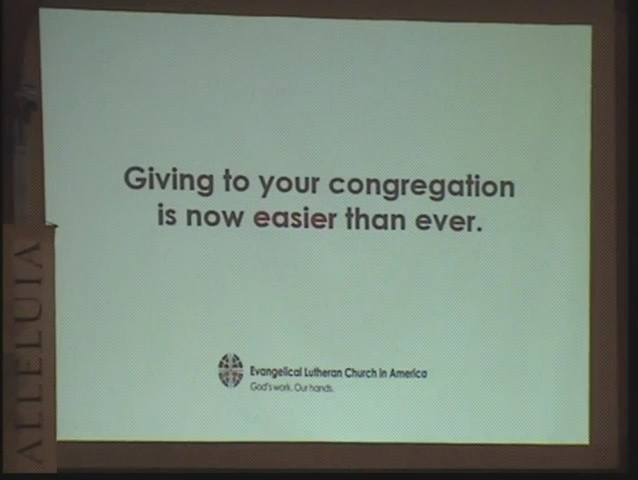 Giving to your congregation
is now easier than ever.
Evangelical Lutheran Church in America
God's work. Our hands.
ALLELUIA